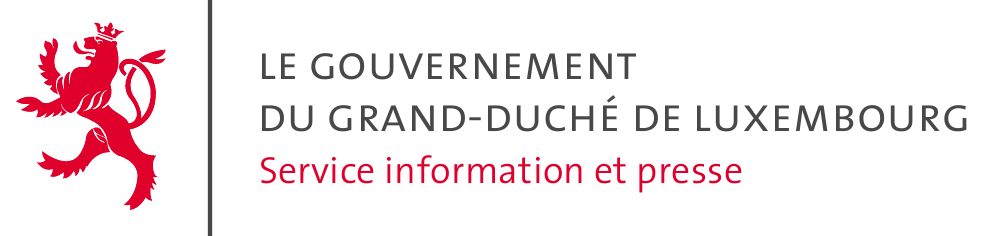 LE GOUVERNEMENT
DU GRAND-DUCHÉ DE LUXEMBOURG
Service information et presse